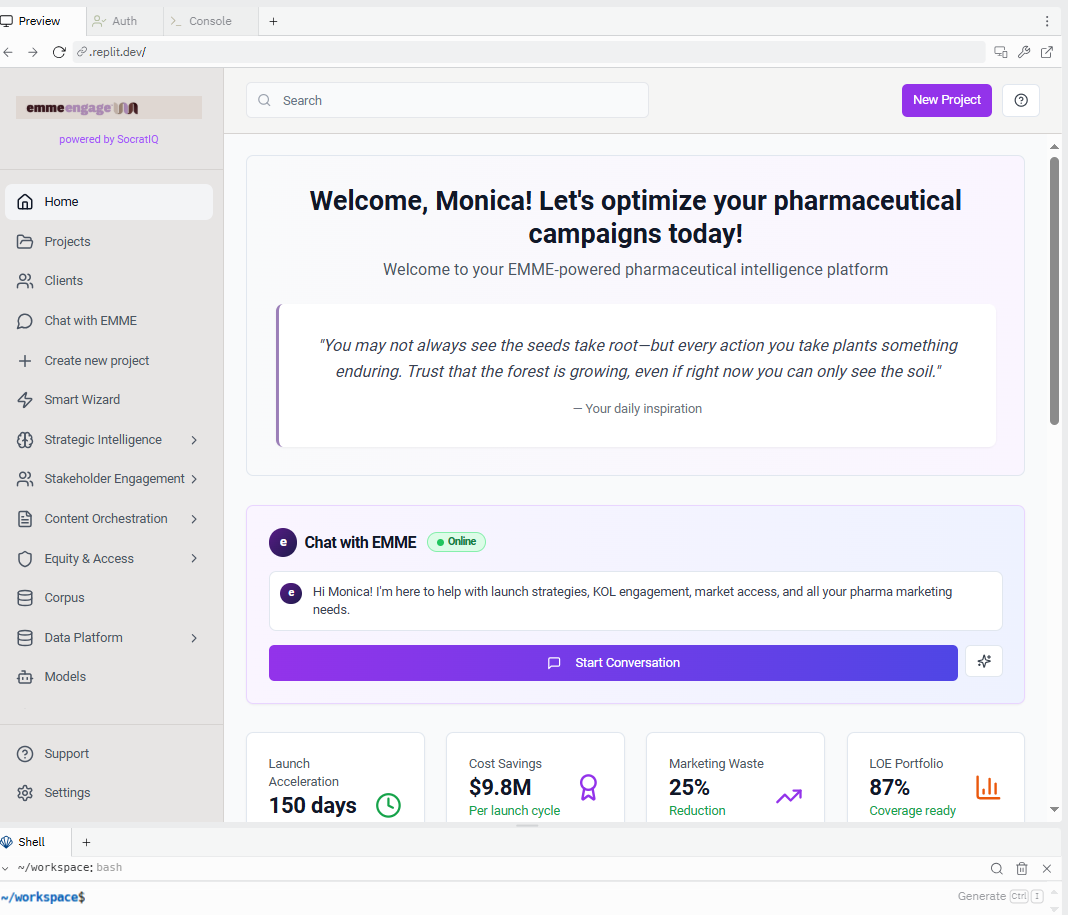 Preview
Auth
Console
.replit.dev/
emmeengage
powered by SocratIQ
Search
New Project
Home
Projects
Clients
Chat with EMME
Create new project
Smart Wizard
Strategic Intelligence
Stakeholder Engagement
Content Orchestration
Equity & Access
Corpus
Data Platform
Models
Support
Settings
Welcome, Monica! Let's optimize your pharmaceutical
campaigns today!
Welcome to your EMME-powered pharmaceutical intelligence platform
"You may not always see the seeds take root—but every action you take plants something
enduring. Trust that the forest is growing, even if right now you can only see the soil."
— Your daily inspiration
e Chat with EMME Online
e Hi Monica! I'm here to help with launch strategies, KOL engagement, market access, and all your pharma marketing
needs.
Start Conversation
Launch
Acceleration
150 days
Cost Savings
$9.8M
Per launch cycle
Marketing Waste
25%
Reduction
LOE Portfolio
87%
Coverage ready
Shell
~/workspace: bash
~/workspace$
Generate Ctrl I